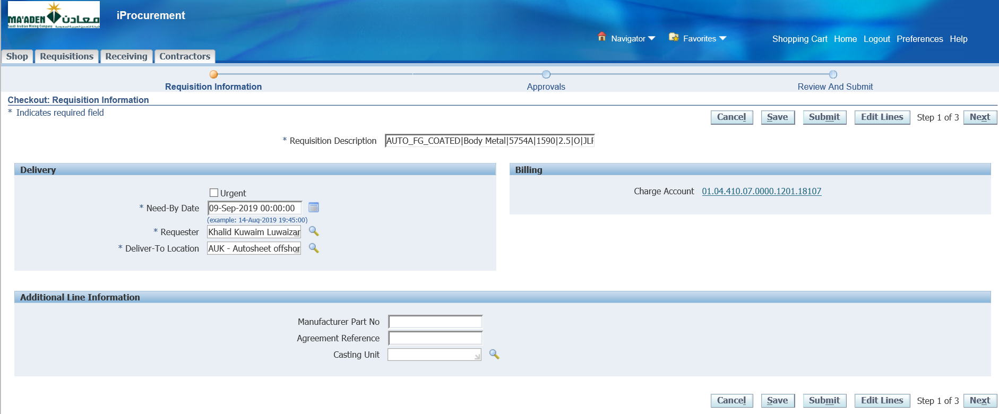 MA'ADEN معادن
Saudi Arabian Mining Company
iProcurement
Navigator
Favorites
Shopping Cart Home Logout Preferences Help
Shop Requisitions Receiving Contractors
Requisition Information
Approvals
Review And Submit
Checkout: Requisition Information
* Indicates required field
Cancel Save Submit Edit Lines Step 1 of 3 Next
* Requisition Description AUTO_FG_COATED|Body Metal|5754A|1590|2.5|O|JL
Delivery
Urgent
* Need-By Date 09-Sep-2019 00:00:00
(example: 14-Aug-2019 19:45:00)
* Requester Khalid Kuwaim Luwaizar
* Deliver-To Location AUK - Autosheet offshor
Billing
Charge Account 01.04.410.07.0000.1201.18107
Additional Line Information
Manufacturer Part No
Agreement Reference
Casting Unit
Cancel Save Submit Edit Lines Step 1 of 3 Next